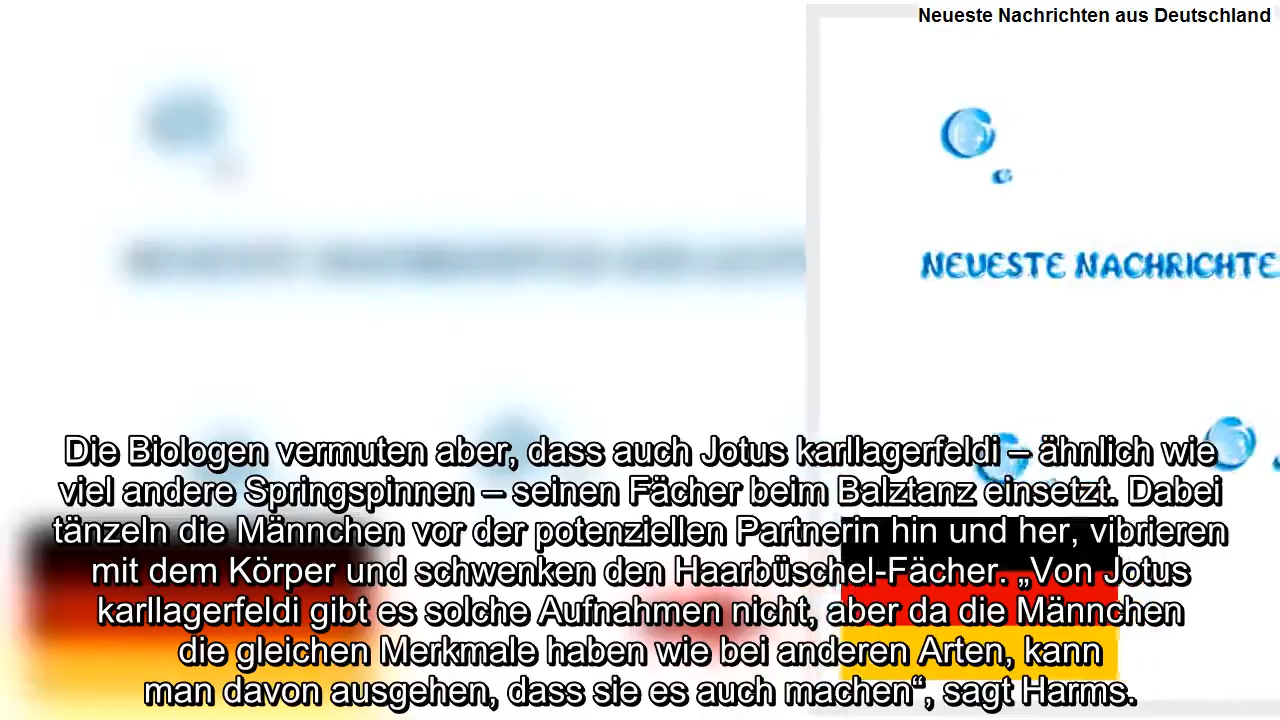 Neueste Nachrichten aus Deutschland
NEUESTE NACHRICHTE
Die Biologen vermuten aber, dass auch Jotus karllagerfeldi – ähnlich wie
viel andere Springspinnen – seinen Fächer beim Balztanz einsetzt. Dabei
tänzeln die Männchen vor der potenziellen Partnerin hin und her, vibrieren
mit dem Körper und schwenken den Haarbüschel-Fächer. „Von Jotus
karllagerfeldi gibt es solche Aufnahmen nicht, aber da die Männchen
die gleichen Merkmale haben wie bei anderen Arten, kann
man davon ausgehen, dass sie es auch machen“, sagt Harms.